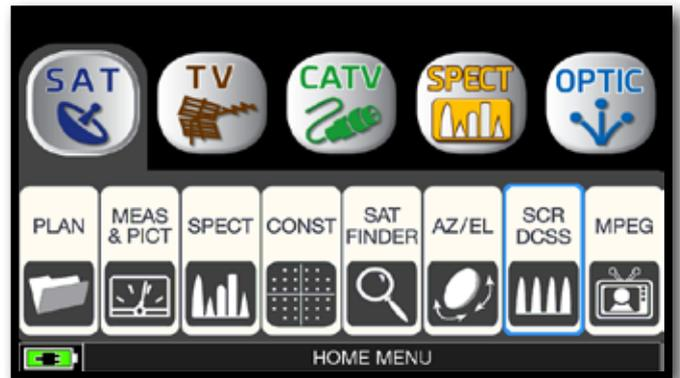 SAT
TV
CATV
SPECT
OPTIC
PLAN
MEAS
& PICT
SPECT
CONST
SAT
FINDER
AZ/EL
SCR
DCSS
MPEG
HOME MENU